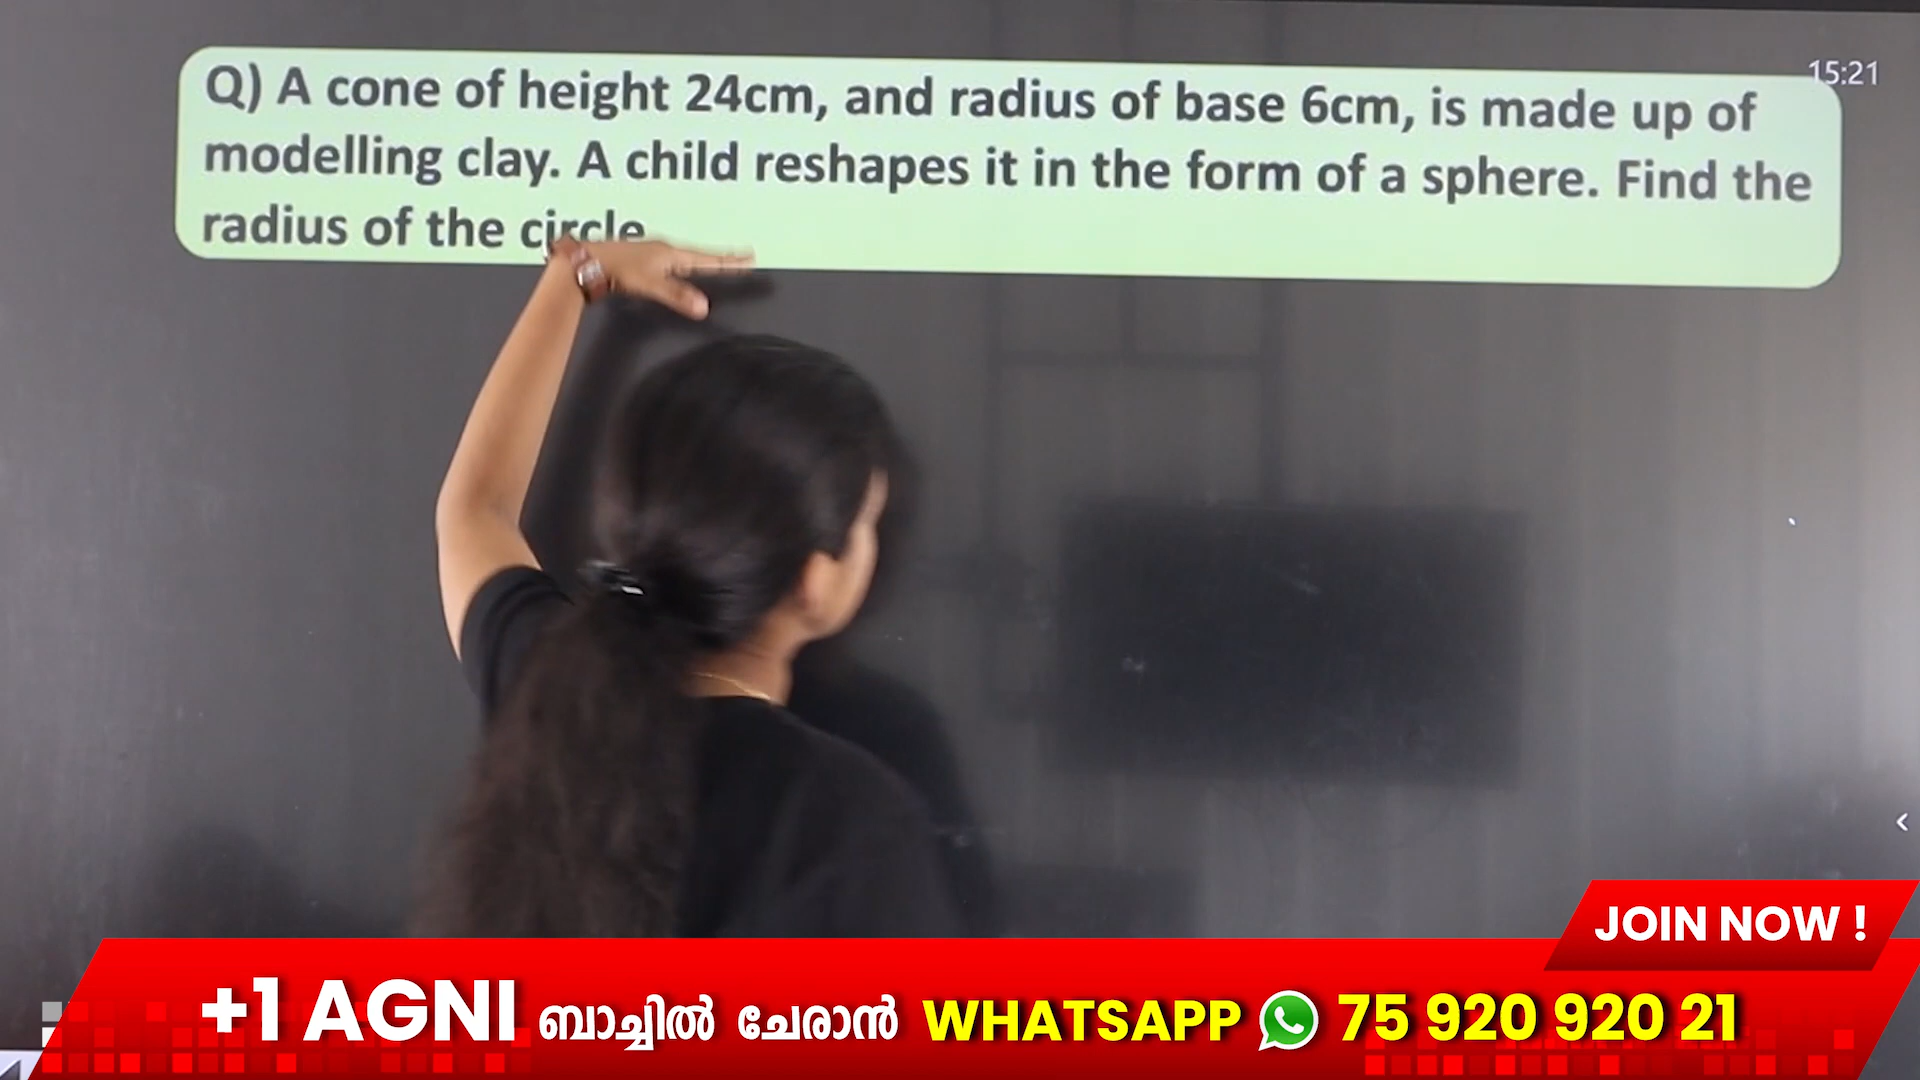 15:21
Q) A cone of height 24cm, and radius of base 6cm, is made up of
modelling clay. A child reshapes it in the form of a sphere. Find the
radius of the circle
JOIN NOW !
+1 AGNI ബാച്ചിൽ ചേരാൻ WHATSAPP 75 920 920 21